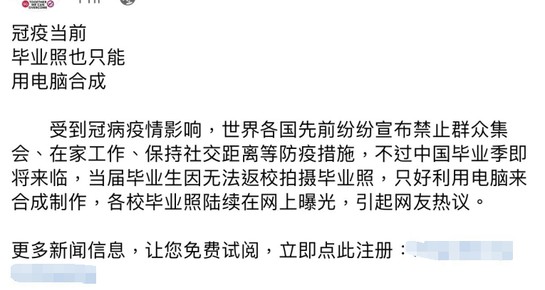 冠疫当前
毕业照也只能
用电脑合成
受到冠病疫情影响，世界各国先前纷纷宣布禁止群众集
会、在家工作、保持社交距离等防疫措施，不过中国毕业季即
将来临，当届毕业生因无法返校拍摄毕业照，只好利用电脑来
合成制作，各校毕业照陆续在网上曝光，引起网友热议。
更多新闻信息，让您免费试阅，立即点此注册：